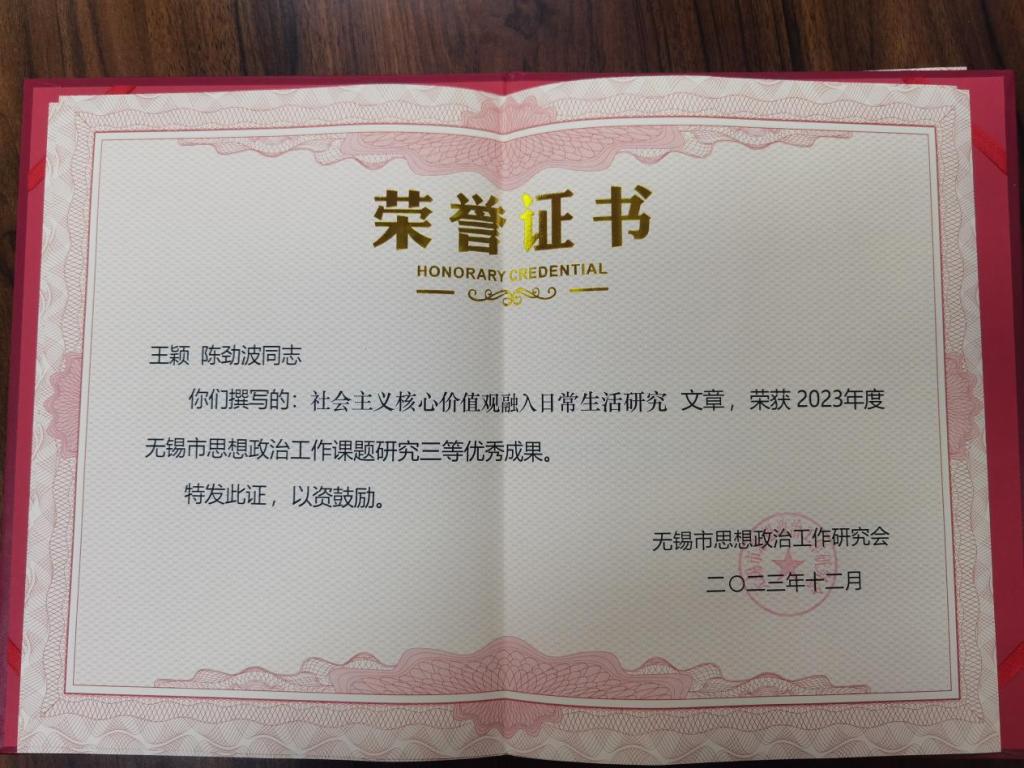 荣誉证书
HONORARY CREDENTIAL
王颖 陈劲波同志
你们撰写的：社会主义核心价值观融入日常生活研究 文章，荣获 2023年度
无锡市思想政治工作课题研究三等优秀成果。
特发此证，以资鼓励。
无锡市思想政治工作研究会
二〇二三年十二月